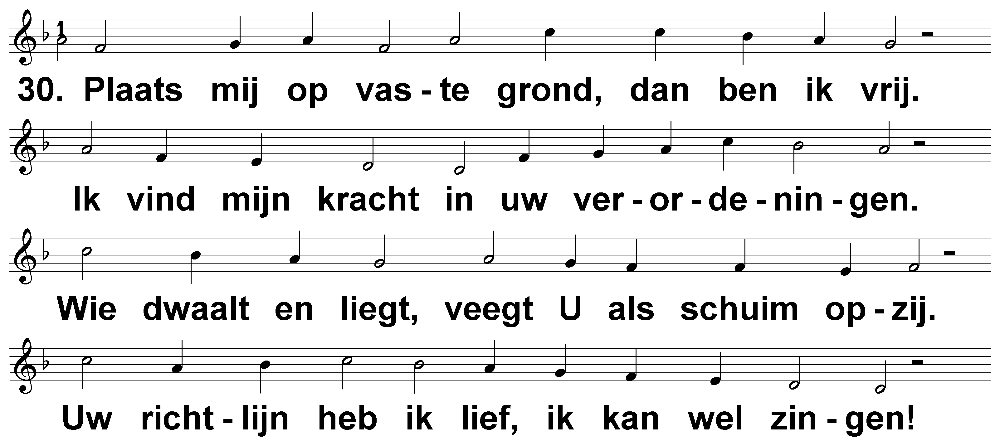 1
30. Plaats mij op vas - te grond, dan ben ik vrij.
Ik vind mijn kracht in uw ver - or - de - nin - gen.
Wie dwaalt en liegt, veegt U als schuim op - zij.
Uw richt - lijn heb ik lief, ik kan wel zin - gen!